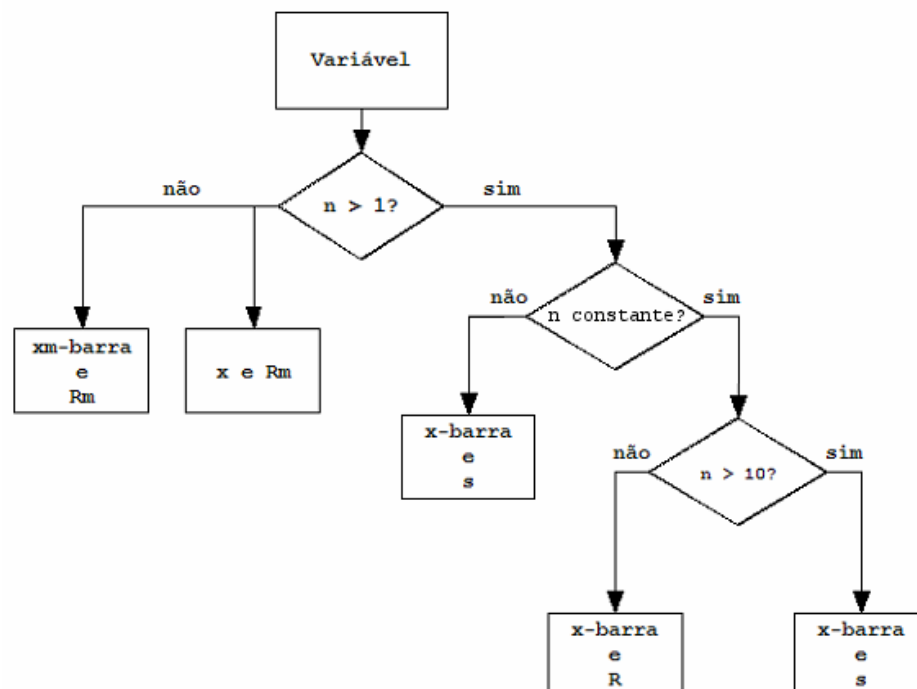 Variável
não
n > 1?
sim
não
n constante?
sim
xm-barra
e
Rm
x e Rm
x-barra
e
s
não
n > 10?
sim
x-barra
e
R
x-barra
e
s